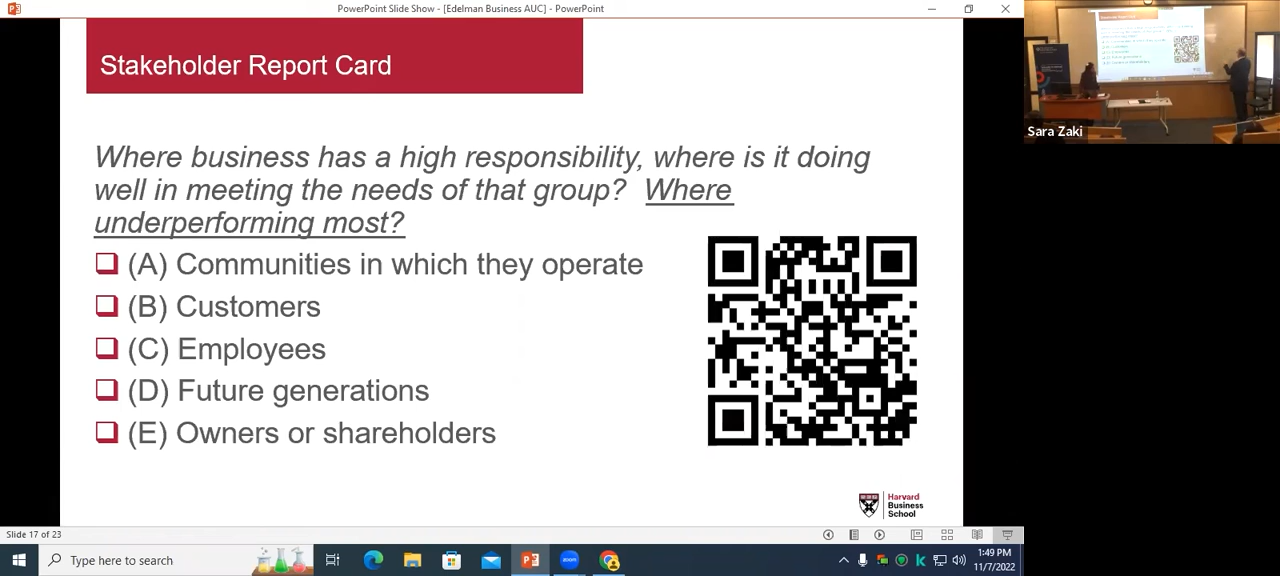 PowerPoint Slide Show - [Edelman Business AUC] - PowerPoint
Stakeholder Report Card
Sara Zaki
Where business has a high responsibility, where is it doing
well in meeting the needs of that group? Where
underperforming most?
(A) Communities in which they operate
(B) Customers
(C) Employees
(D) Future generations
(E) Owners or shareholders
Harvard
Business
School
Slide 17 of 23
Type here to search
1:49 PM
11/7/2022